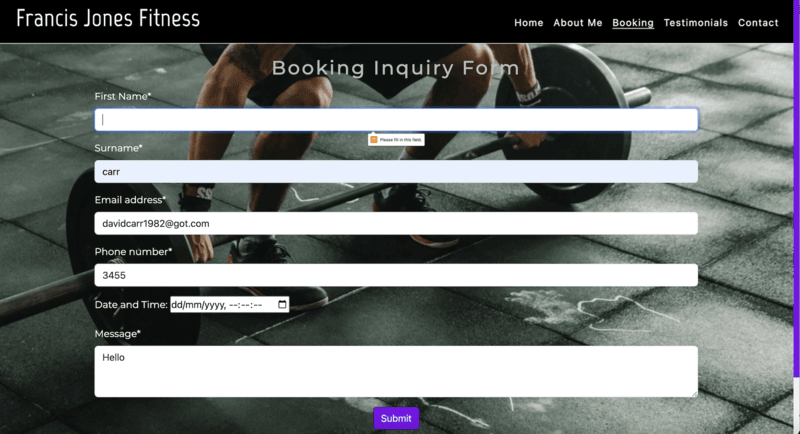 Francis Jones Fitness
Home About Me Booking Testimonials Contact
Booking Inquiry Form
First Name*
! Please fill in this field.
Surname*
carr
Email address*
davidcarr1982@got.com
Phone number*
3455
Date and Time: dd/mm/yyyy, --:--:--
Message*
Hello
Submit